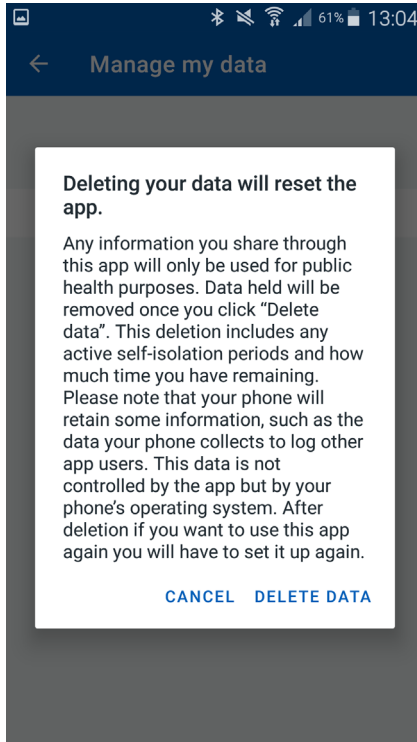 61% 13:04
Manage my data
Deleting your data will reset the
app.
Any information you share through
this app will only be used for public
health purposes. Data held will be
removed once you click “Delete
data”. This deletion includes any
active self-isolation periods and how
much time you have remaining.
Please note that your phone will
retain some information, such as the
data your phone collects to log other
app users. This data is not
controlled by the app but by your
phone’s operating system. After
deletion if you want to use this app
again you will have to set it up again.
CANCEL DELETE DATA